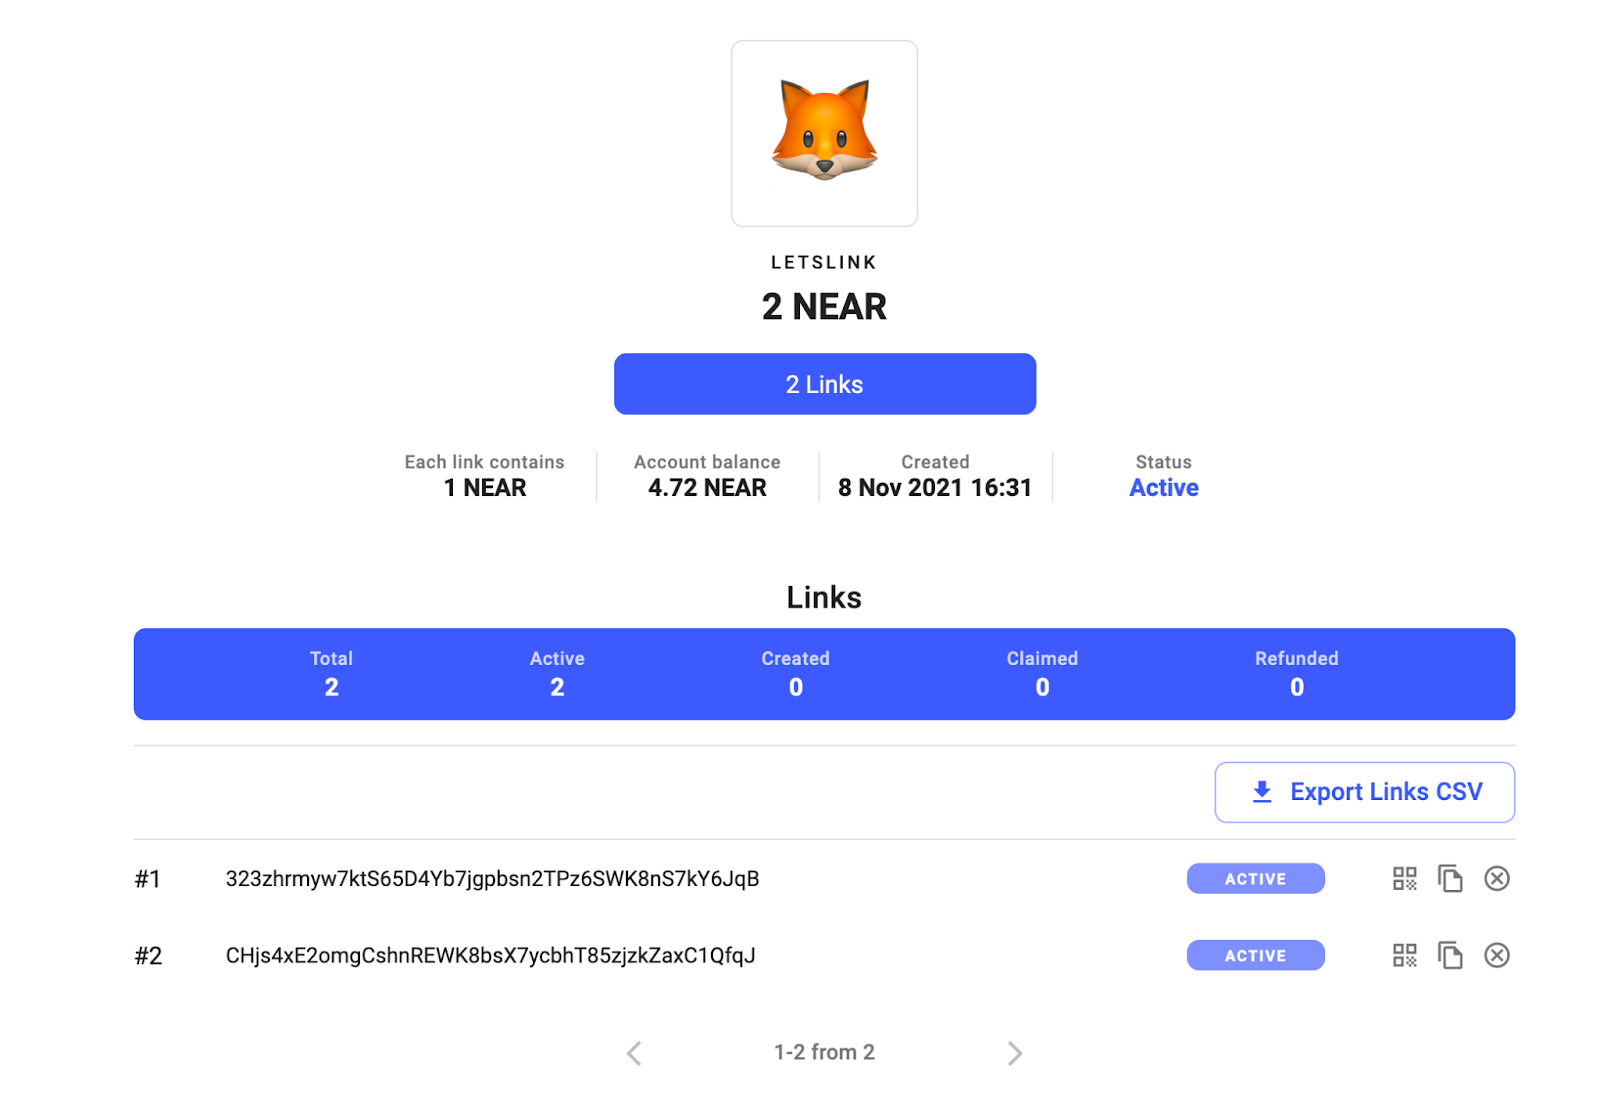 LETSLINK
2 NEAR
2 Links
Each link contains
1 NEAR
Account balance
4.72 NEAR
Created
8 Nov 2021 16:31
Status
Active
Links
Total
2
Active
2
Created
0
Claimed
0
Refunded
0
Export Links CSV
#1 323zhrmyw7ktS65D4Yb7jgpbsn2TPz6SWK8nS7kY6JqB ACTIVE
#2 CHjs4xE2omgCshnREWK8bsX7ycbhT85zjzkZaxC1QfqJ ACTIVE
1-2 from 2